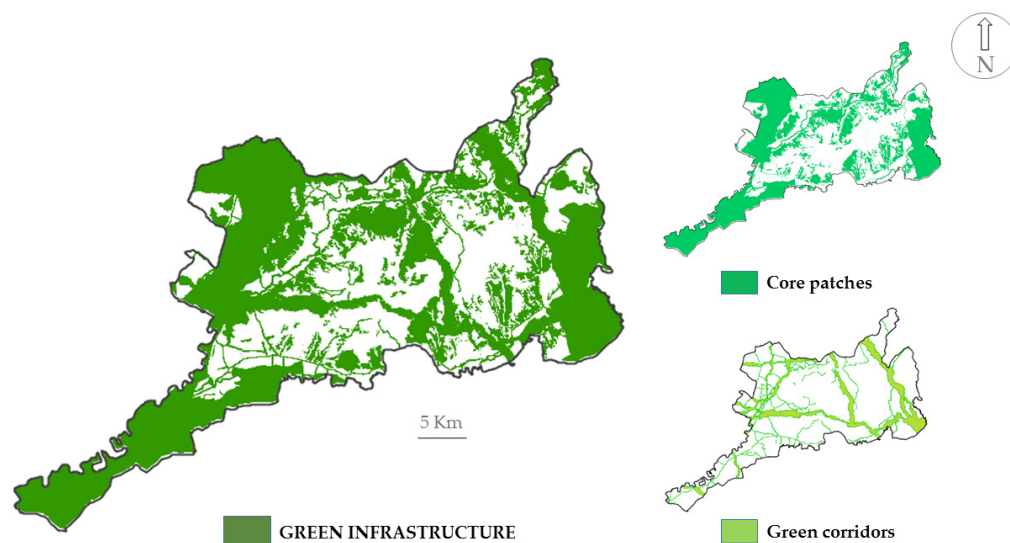 N
Core patches
5 Km
GREEN INFRASTRUCTURE
Green corridors